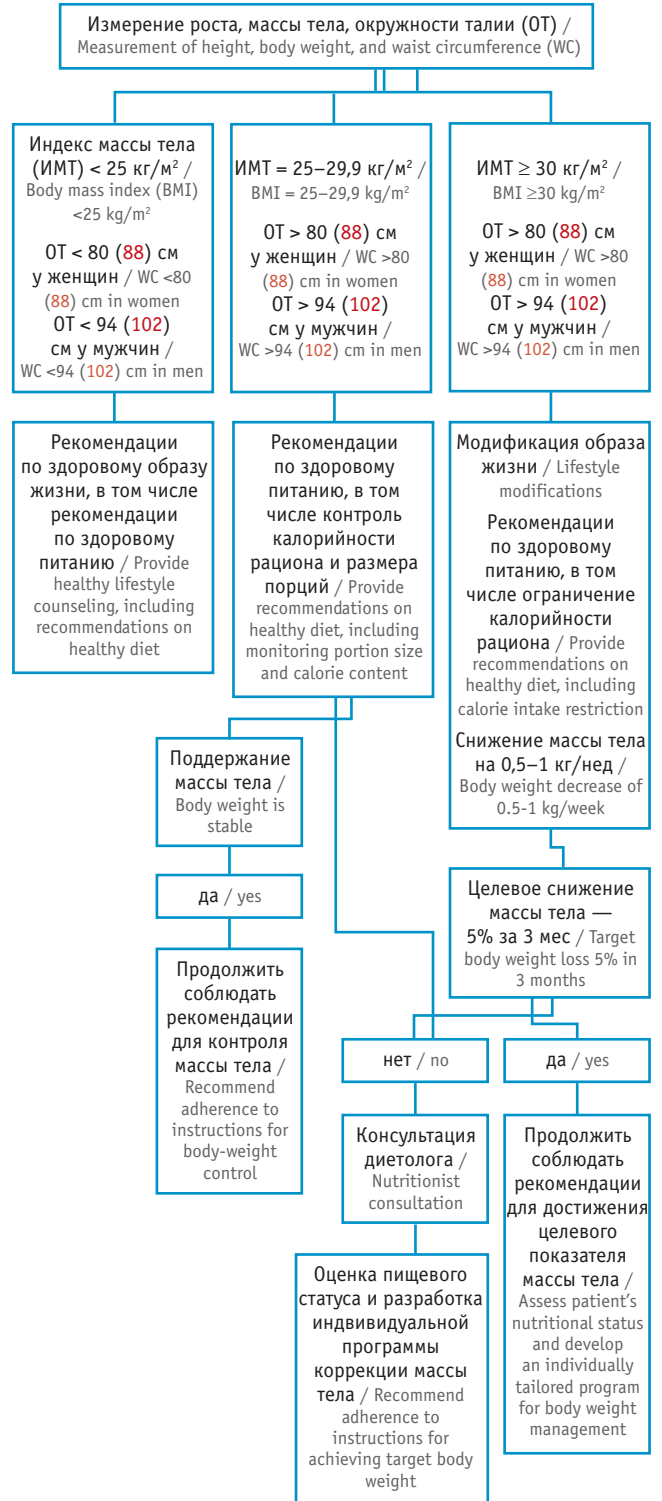 Измерение роста, массы тела, окружности талии (ОТ) /
Measurement of height, body weight, and waist circumference (WC)
Индекс массы тела
(ИМТ) < 25 кг/м² /
Body mass index (BMI)
<25 kg/m²
ОТ < 80 (88) см
у женщин / WC <80
(88) cm in women
ОТ < 94 (102)
см у мужчин /
WC <94 (102) cm in men
ИМТ = 25–29,9 кг/м² /
BMI = 25–29,9 kg/m²
ОТ > 80 (88) см
у женщин / WC >80
(88) cm in women
ОТ > 94 (102)
см у мужчин /
WC >94 (102) cm in men
ИМТ ≥ 30 кг/м² /
BMI ≥30 kg/m²
ОТ > 80 (88) см
у женщин / WC >80
(88) cm in women
ОТ > 94 (102)
см у мужчин /
WC >94 (102) cm in men
Рекомендации
по здоровому образу
жизни, в том числе
рекомендации
по здоровому
питанию / Provide
healthy lifestyle
counseling, including
recommendations on
healthy diet
Рекомендации
по здоровому
питанию, в том
числе контроль
калорийности
рациона и размера
порций / Provide
recommendations on
healthy diet, including
monitoring portion size
and calorie content
Модификация образа
жизни / Lifestyle
modifications
Рекомендации
по здоровому
питанию, в том
числе ограничение
калорийности
рациона / Provide
recommendations on
healthy diet, including
calorie intake restriction
Снижение массы тела
на 0,5–1 кг/нед /
Body weight decrease of
0.5-1 kg/week
Поддержание
массы тела /
Body weight is
stable
да / yes
Продолжить
соблюдать
рекомендации
для контроля
массы тела /
Recommend
adherence to
instructions for
body-weight
control
Целевое снижение
массы тела —
5% за 3 мес / Target
body weight loss 5% in
3 months
нет / no
да / yes
Консультация
диетолога /
Nutritionist
consultation
Оценка пищевого
статуса и разработка
индвивидуальной
программы
коррекции массы
тела / Recommend
adherence to
instructions for
achieving target body
weight
Продолжить
соблюдать
рекомендации
для достижения
целевого
показателя
массы тела /
Assess patient's
nutritional status
and develop
an individually
tailored program
for body weight
management